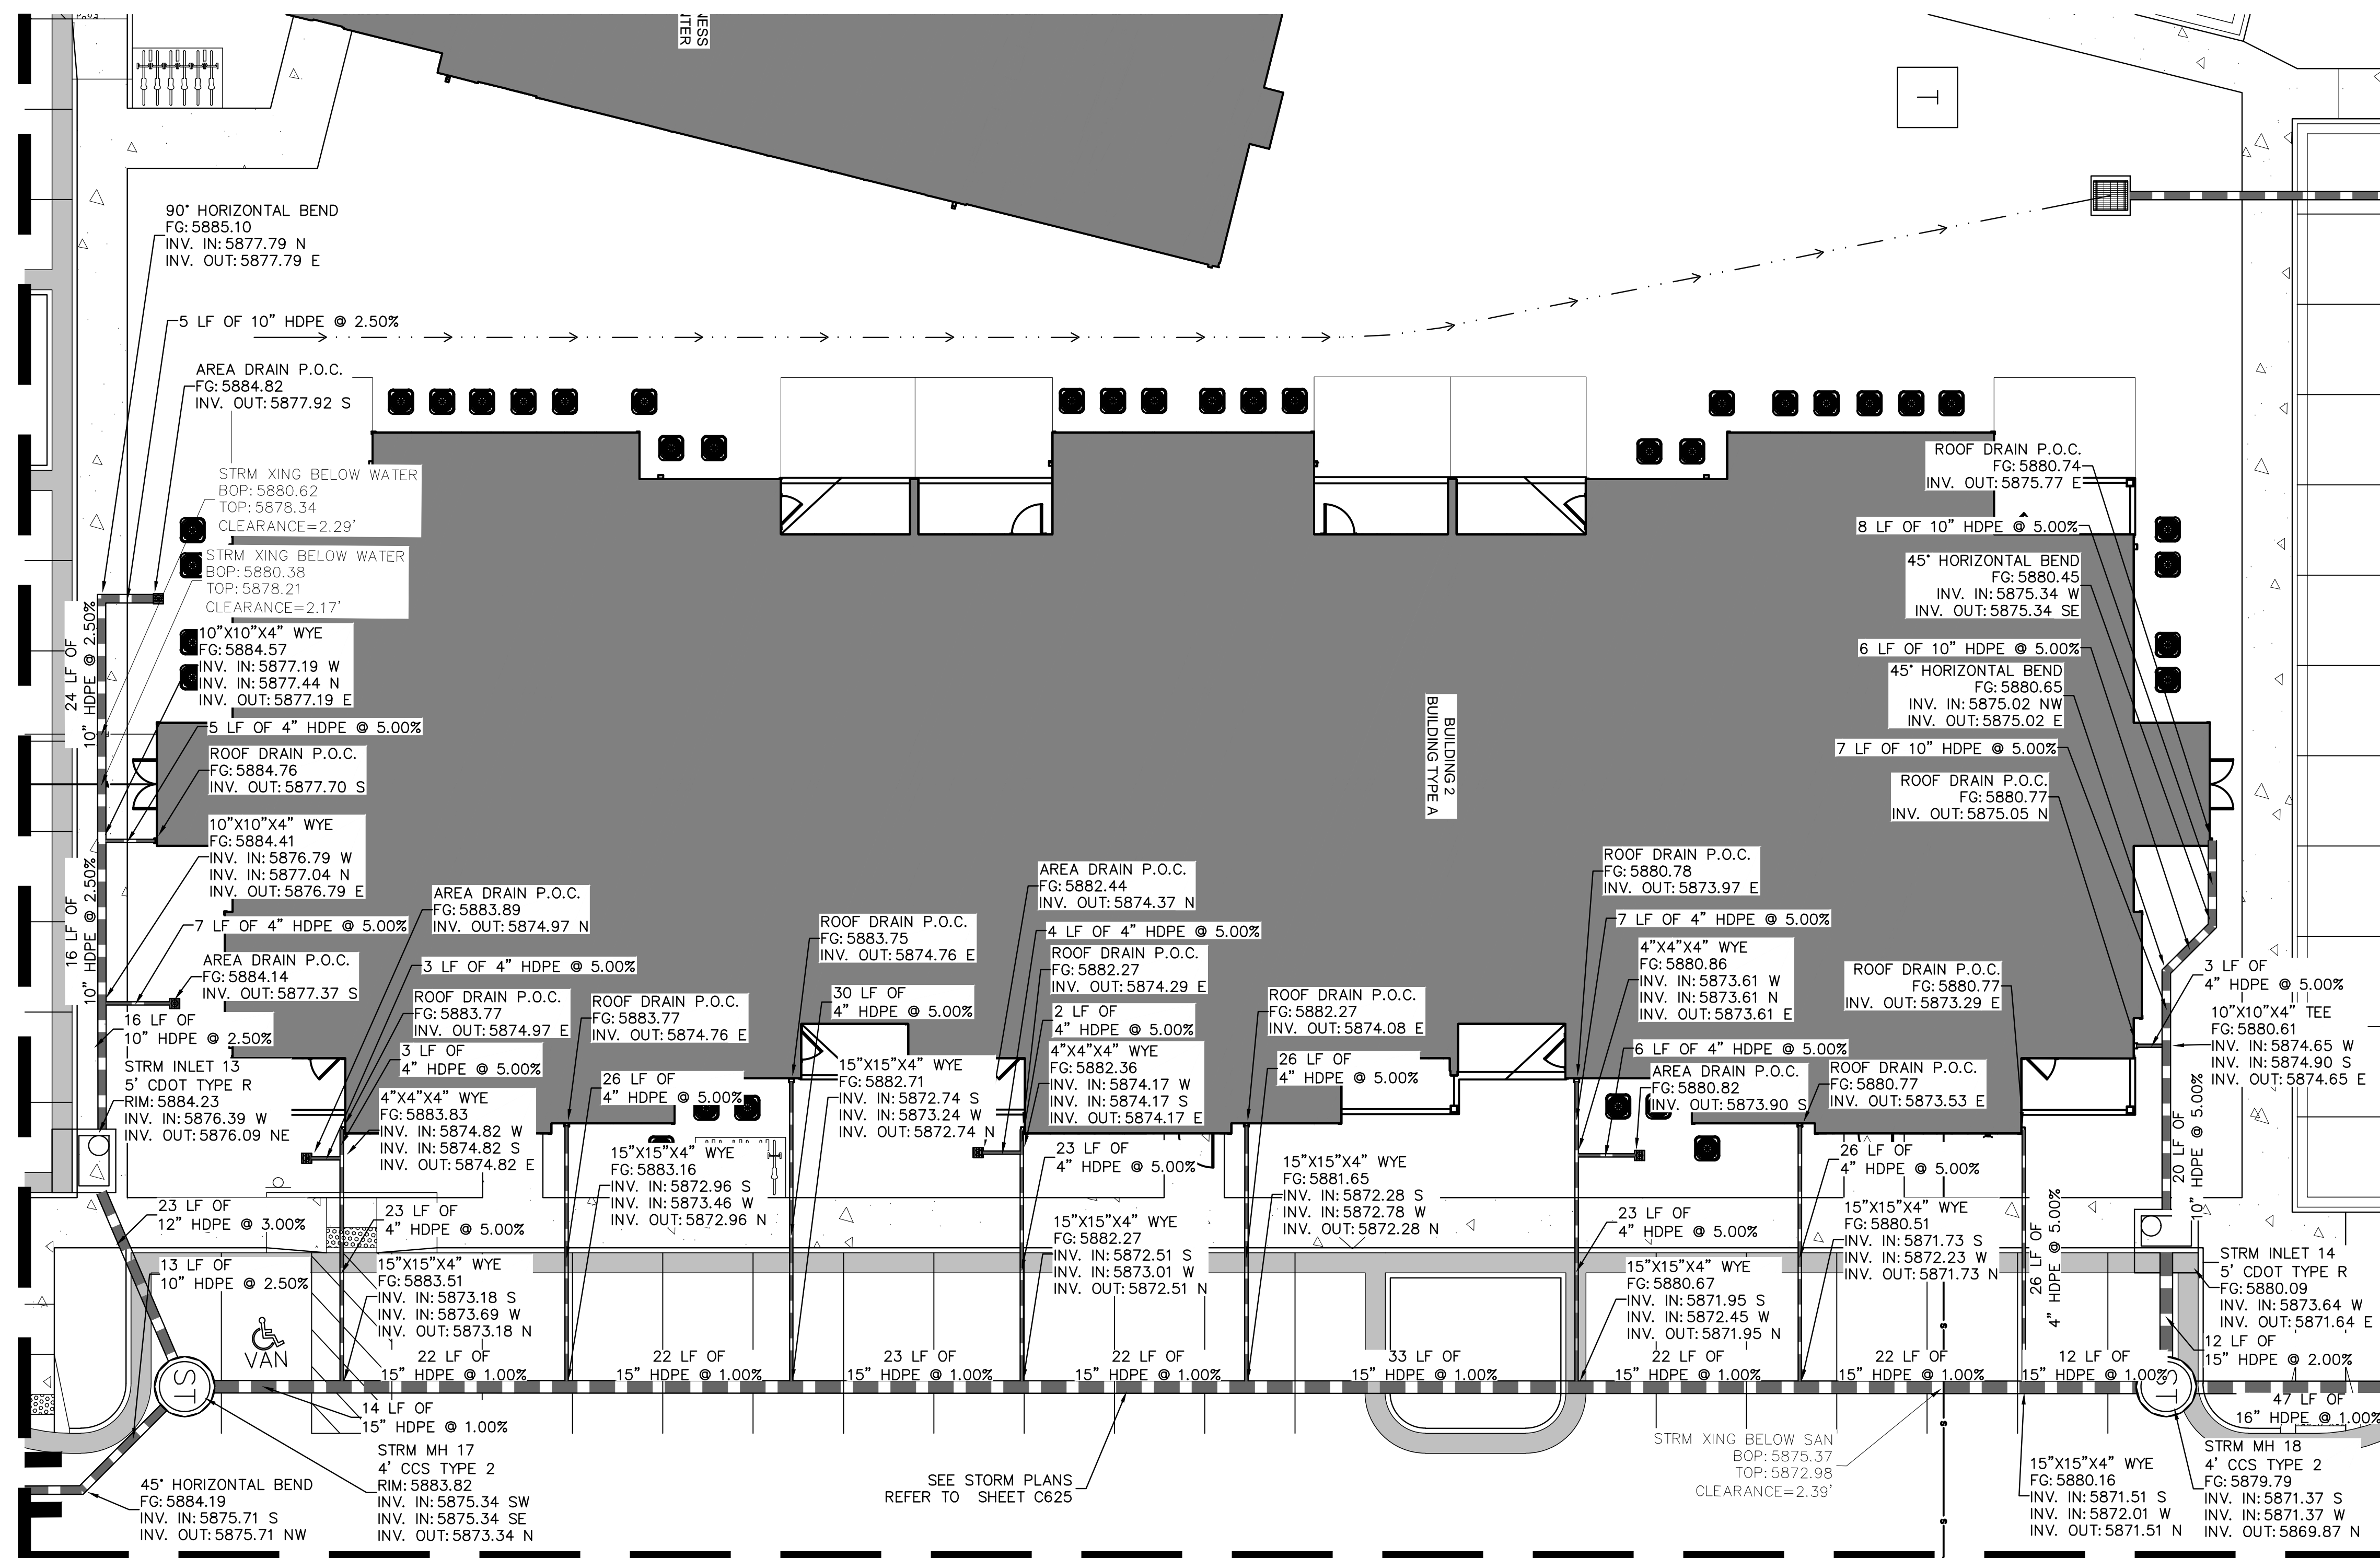 NESS
NTER
T
90° HORIZONTAL BEND
FG: 5885.10
INV. IN: 5877.79 N
INV. OUT: 5877.79 E
5 LF OF 10" HDPE @ 2.50%
AREA DRAIN P.O.C.
FG: 5884.82
INV. OUT: 5877.92 S
STRM XING BELOW WATER
BOP: 5880.62
TOP: 5878.34
CLEARANCE=2.29'
STRM XING BELOW WATER
BOP: 5880.38
TOP: 5878.21
CLEARANCE=2.17'
24 LF OF
10" HDPE @ 2.50%
10"X10"X4" WYE
FG: 5884.57
INV. IN: 5877.19 W
INV. IN: 5877.44 N
INV. OUT: 5877.19 E
5 LF OF 4" HDPE @ 5.00%
ROOF DRAIN P.O.C.
FG: 5884.76
INV. OUT: 5877.70 S
10"X10"X4" WYE
FG: 5884.41
INV. IN: 5876.79 W
INV. IN: 5877.04 N
INV. OUT: 5876.79 E
16 LF OF
10" HDPE @ 2.50%
7 LF OF 4" HDPE @ 5.00%
AREA DRAIN P.O.C.
FG: 5884.14
INV. OUT: 5877.37 S
16 LF OF
10" HDPE @ 2.50%
STRM INLET 13
5' CDOT TYPE R
RIM: 5884.23
INV. IN: 5876.39 W
INV. OUT: 5876.09 NE
23 LF OF
12" HDPE @ 3.00%
13 LF OF
10" HDPE @ 2.50%
ST
VAN
45° HORIZONTAL BEND
FG: 5884.19
INV. IN: 5875.71 S
INV. OUT: 5875.71 NW
AREA DRAIN P.O.C.
FG: 5883.89
INV. OUT: 5874.97 N
3 LF OF 4" HDPE @ 5.00%
ROOF DRAIN P.O.C.
FG: 5883.77
INV. OUT: 5874.97 E
3 LF OF
4" HDPE @ 5.00%
4"X4"X4" WYE
FG: 5883.83
INV. IN: 5874.82 W
INV. IN: 5874.82 S
INV. OUT: 5874.82 E
23 LF OF
4" HDPE @ 5.00%
15"X15"X4" WYE
FG: 5883.51
INV. IN: 5873.18 S
INV. IN: 5873.69 W
INV. OUT: 5873.18 N
22 LF OF
15" HDPE @ 1.00%
14 LF OF
15" HDPE @ 1.00%
STRM MH 17
4' CCS TYPE 2
RIM: 5883.82
INV. IN: 5875.34 SW
INV. IN: 5875.34 SE
INV. OUT: 5873.34 N
ROOF DRAIN P.O.C.
FG: 5883.77
INV. OUT: 5874.76 E
26 LF OF
4" HDPE @ 5.00%
15"X15"X4" WYE
FG: 5883.16
INV. IN: 5872.96 S
INV. IN: 5873.46 W
INV. OUT: 5872.96 N
22 LF OF
15" HDPE @ 1.00%
ROOF DRAIN P.O.C.
FG: 5883.75
INV. OUT: 5874.76 E
30 LF OF
4" HDPE @ 5.00%
15"X15"X4" WYE
FG: 5882.71
INV. IN: 5872.74 S
INV. IN: 5873.24 W
INV. OUT: 5872.74 N
23 LF OF
15" HDPE @ 1.00%
AREA DRAIN P.O.C.
FG: 5882.44
INV. OUT: 5874.37 N
4 LF OF 4" HDPE @ 5.00%
ROOF DRAIN P.O.C.
FG: 5882.27
INV. OUT: 5874.29 E
2 LF OF
4" HDPE @ 5.00%
4"X4"X4" WYE
FG: 5882.36
INV. IN: 5874.17 W
INV. IN: 5874.17 S
INV. OUT: 5874.17 E
23 LF OF
4" HDPE @ 5.00%
15"X15"X4" WYE
FG: 5882.27
INV. IN: 5872.51 S
INV. IN: 5873.01 W
INV. OUT: 5872.51 N
22 LF OF
15" HDPE @ 1.00%
SEE STORM PLANS
REFER TO SHEET C625
ROOF DRAIN P.O.C.
FG: 5882.27
INV. OUT: 5874.08 E
26 LF OF
4" HDPE @ 5.00%
15"X15"X4" WYE
FG: 5881.65
INV. IN: 5872.28 S
INV. IN: 5872.78 W
INV. OUT: 5872.28 N
33 LF OF
15" HDPE @ 1.00%
BUILDING 2
BUILDING TYPE A
ROOF DRAIN P.O.C.
FG: 5880.78
INV. OUT: 5873.97 E
7 LF OF 4" HDPE @ 5.00%
4"X4"X4" WYE
FG: 5880.86
INV. IN: 5873.61 W
INV. IN: 5873.61 N
INV. OUT: 5873.61 E
6 LF OF 4" HDPE @ 5.00%
AREA DRAIN P.O.C.
FG: 5880.82
INV. OUT: 5873.90 S
23 LF OF
4" HDPE @ 5.00%
15"X15"X4" WYE
FG: 5880.67
INV. IN: 5871.95 S
INV. IN: 5872.45 W
INV. OUT: 5871.95 N
22 LF OF
15" HDPE @ 1.00%
STRM XING BELOW SAN
BOP: 5875.37
TOP: 5872.98
CLEARANCE=2.39'
ROOF DRAIN P.O.C.
FG: 5880.77
INV. OUT: 5873.29 E
ROOF DRAIN P.O.C.
FG: 5880.77
INV. OUT: 5873.53 E
26 LF OF
4" HDPE @ 5.00%
15"X15"X4" WYE
FG: 5880.51
INV. IN: 5871.73 S
INV. IN: 5872.23 W
INV. OUT: 5871.73 N
22 LF OF
15" HDPE @ 1.00%
S
S
S
ROOF DRAIN P.O.C.
FG: 5880.74
INV. OUT: 5875.77 E
8 LF OF 10" HDPE @ 5.00%
45° HORIZONTAL BEND
FG: 5880.45
INV. IN: 5875.34 W
INV. OUT: 5875.34 SE
6 LF OF 10" HDPE @ 5.00%
45° HORIZONTAL BEND
FG: 5880.65
INV. IN: 5875.02 NW
INV. OUT: 5875.02 E
7 LF OF 10" HDPE @ 5.00%
ROOF DRAIN P.O.C.
FG: 5880.77
INV. OUT: 5875.05 N
3 LF OF
4" HDPE @ 5.00%
10"X10"X4" TEE
FG: 5880.61
INV. IN: 5874.65 W
INV. IN: 5874.90 S
INV. OUT: 5874.65 E
20 LF OF
10" HDPE @ 5.00%
26 LF OF
4" HDPE @ 5.00%
STRM INLET 14
5' CDOT TYPE R
FG: 5880.09
INV. IN: 5873.64 W
INV. OUT: 5871.64 E
12 LF OF
15" HDPE @ 2.00%
12 LF OF
15" HDPE @ 1.00%
ST
47 LF OF
16" HDPE @ 1.00%
15"X15"X4" WYE
FG: 5880.16
INV. IN: 5871.51 S
INV. IN: 5872.01 W
INV. OUT: 5871.51 N
STRM MH 18
4' CCS TYPE 2
FG: 5879.79
INV. IN: 5871.37 S
INV. IN: 5871.37 W
INV. OUT: 5869.87 N